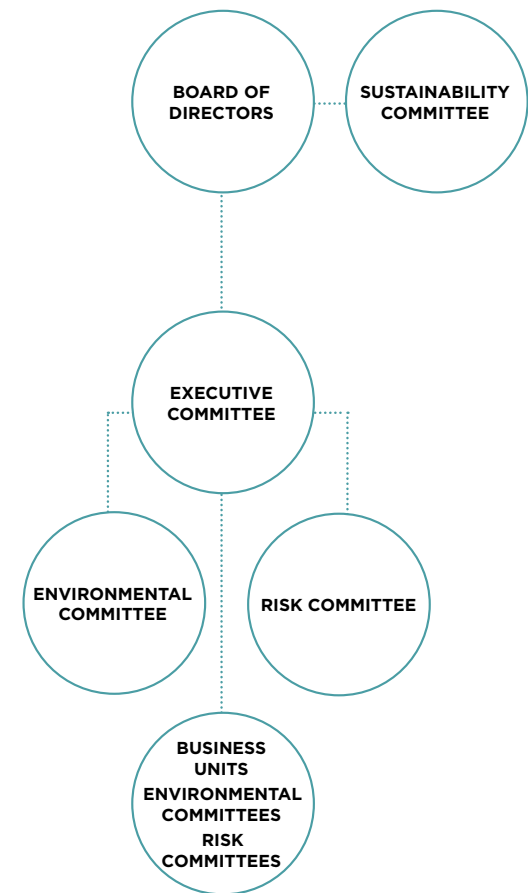 BOARD OF
DIRECTORS
SUSTAINABILITY
COMMITTEE
EXECUTIVE
COMMITTEE
ENVIRONMENTAL
COMMITTEE
RISK COMMITTEE
BUSINESS
UNITS
ENVIRONMENTAL
COMMITTEES
RISK
COMMITTEES